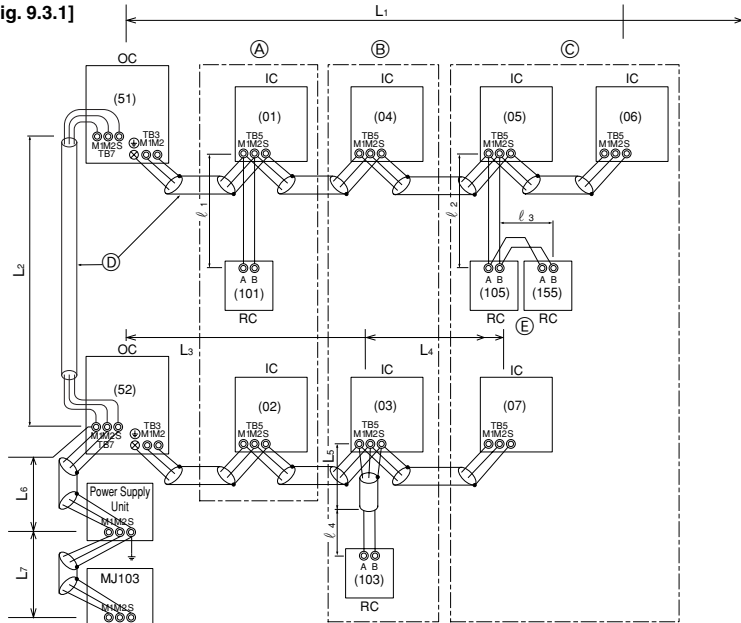 ig. 9.3.1]
L1
A B C
OC IC IC IC IC
(51) (01) (04) (05) (06)
TB3 TB5 TB5 TB5 TB5
M1M2S M1M2 M1M2S M1M2S M1M2S M1M2S
TB7
ℓ1 ℓ2 ℓ3
L2
D
A B A B A B
(101) (105) (155)
RC RC E RC
L3 L4
OC IC IC IC
(52) (02) (03) (07)
TB3 TB5 TB5 TB5
M1M2S M1M2 M1M2S M1M2S M1M2S
TB7
L5
L6
Power Supply
Unit
M1M2S
ℓ4
A B
(103)
RC
L7
MJ103
M1M2S